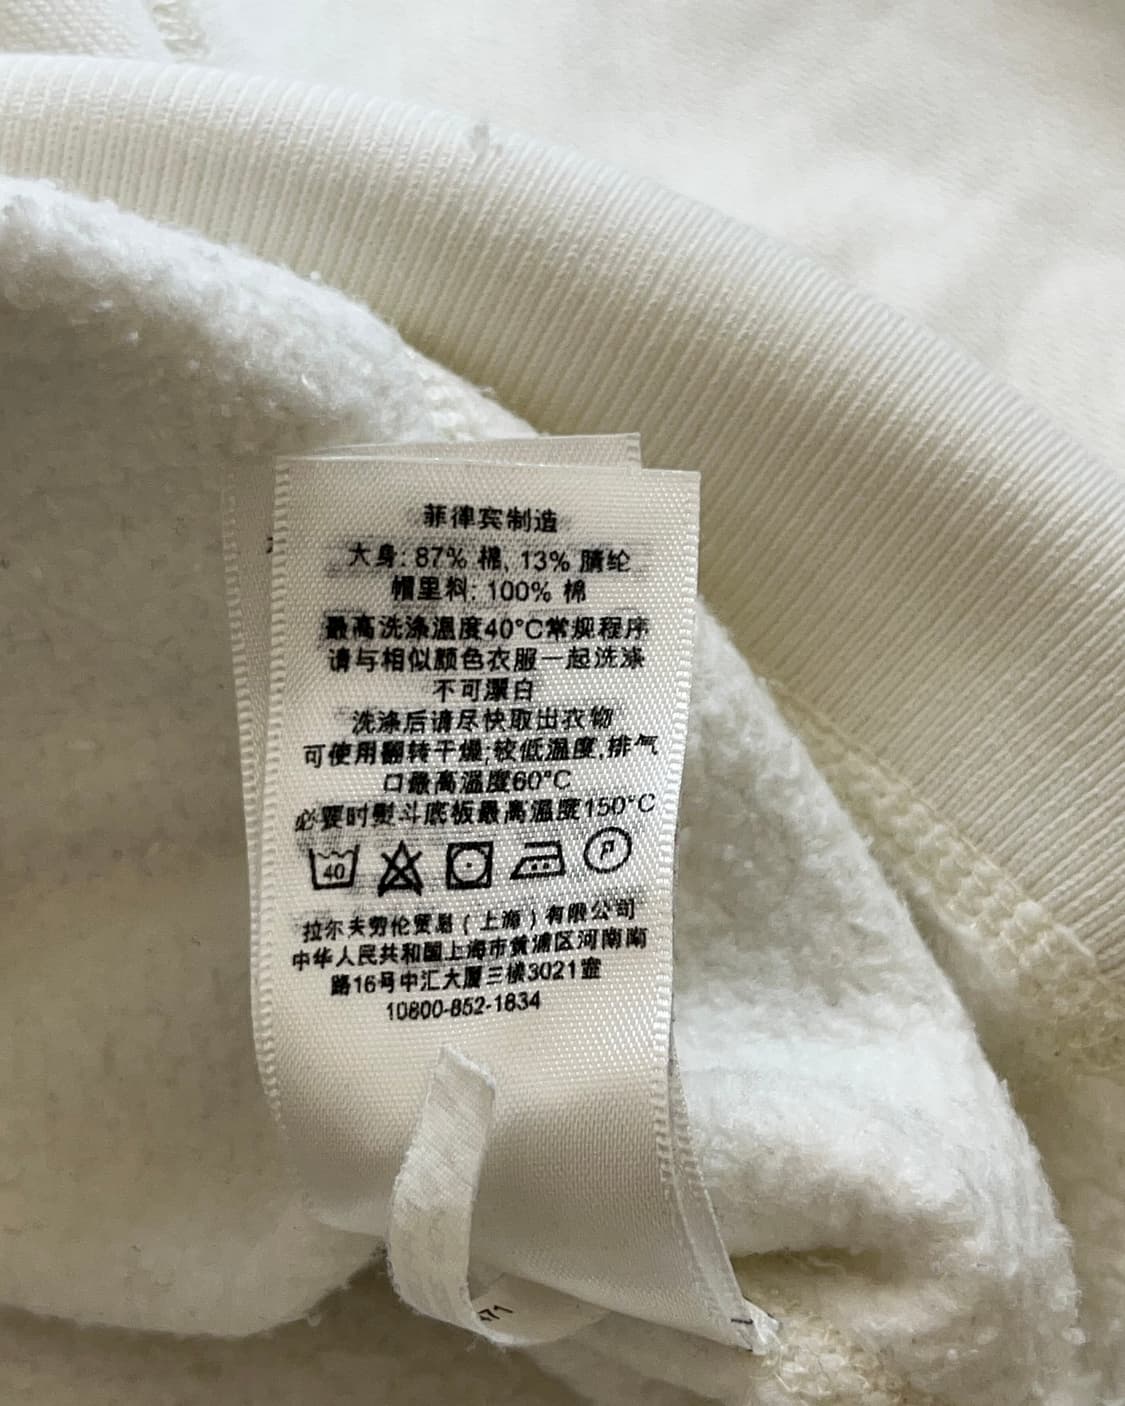 菲律宾制造
大身: 87% 棉, 13% 腈纶
帽里料: 100% 棉
最高洗涤温度40°C常规程序
请与相似颜色衣服一起洗涤
不可漂白
洗涤后请尽快取出衣物
可使用翻转干燥;较低温度,排气
口最高温度60°C
必要时熨斗底板最高温度150°C
40
P
拉尔夫劳伦贸易(上海)有限公司
中华人民共和国上海市黄浦区河南南
路16号中汇大厦三楼3021室
10800-852-1834